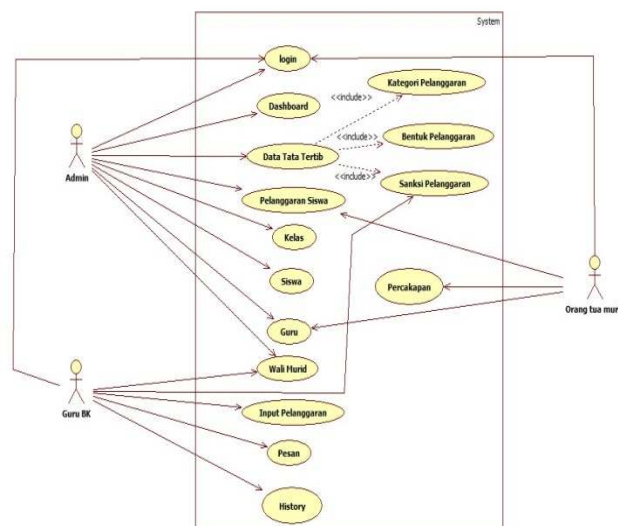 System
login
Kategori Pelanggaran
<<include>>
Dashboard
<<include>>
Bentuk Pelanggaran
Data Tata Tertib
Admin
<<include>>
Sanksi Pelanggaran
Pelanggaran Siswa
Kelas
Siswa
Percakapan
Orang tua mur
Guru
Wali Murid
Guru BK
Input Pelanggaran
Pesan
History